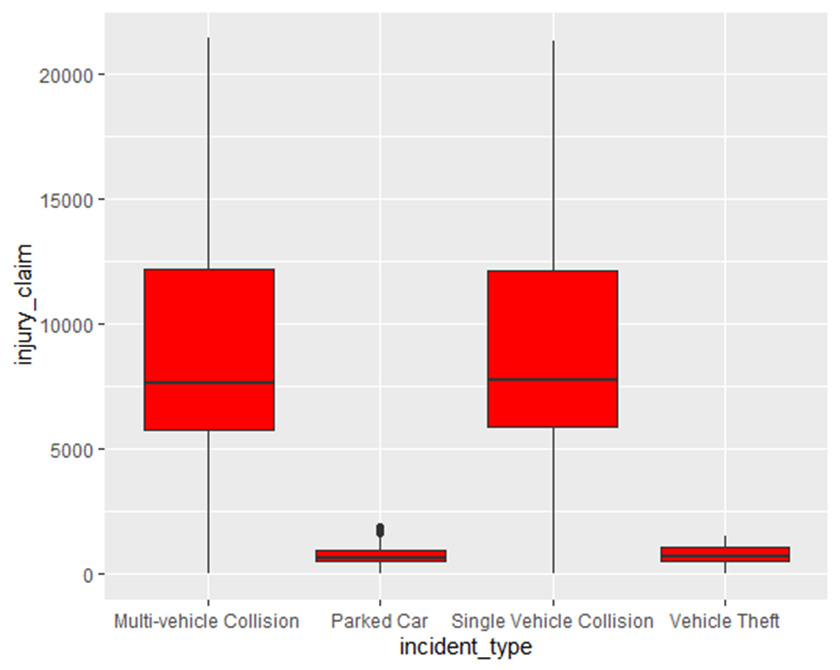 20000
15000
10000
5000
0
injury_claim
Multi-vehicle Collision
Parked Car
Single Vehicle Collision
Vehicle Theft
incident_type